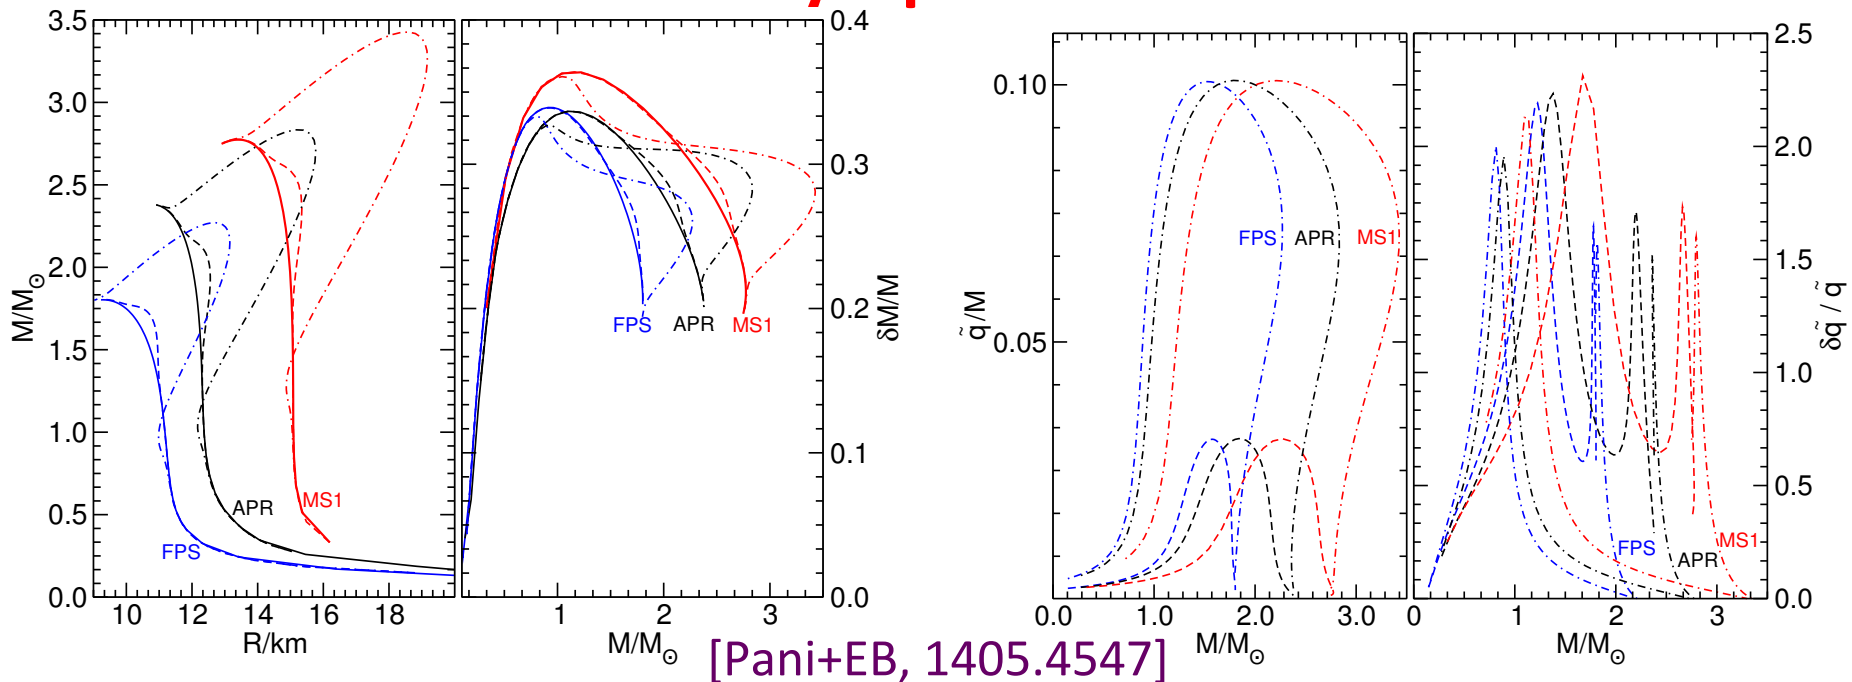 3.5
3.0
2.5
2.0
1.5
1.0
0.5
0.0
M/M⊙
APR
MS1
FPS
10 12 14 16 18
R/km
0.4
0.3
0.2
0.1
0.0
δM/M
FPS APR MS1
1 2 3
M/M⊙
0.10
0.05
0.00
q̃/M
FPS APR MS1
0.0 1.0 2.0 3.0
M/M⊙
2.5
2.0
1.5
1.0
0.5
0.0
δq̃ / q̃
FPS
APR
MS1
0 1 2 3
M/M⊙
[Pani+EB, 1405.4547]